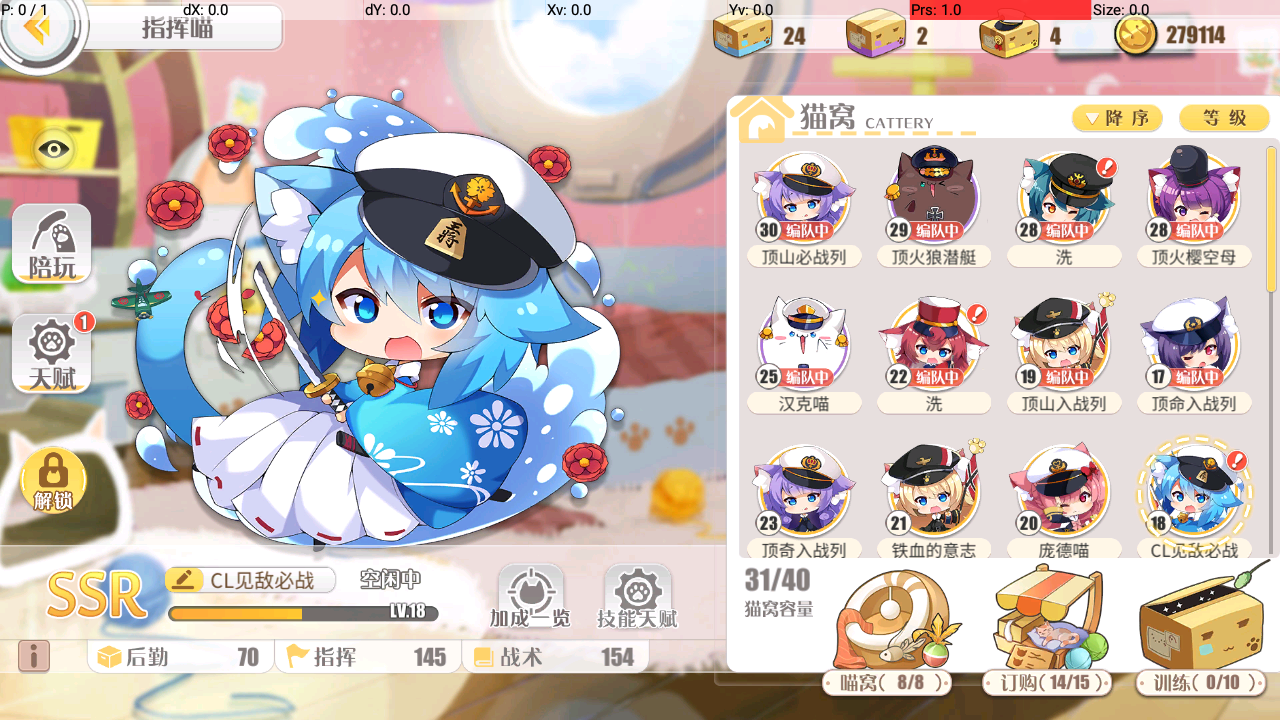 P: 0 / 1 dX: 0.0 dY: 0.0 Xv: 0.0 Yv: 0.0 Prs: 1.0 Size: 0.0
指挥喵 24 2 4 279114
猫窝 CATTERY 降序 等级
陪玩
1
天赋
解锁
王将
30 编队中 29 编队中 28 编队中 28 编队中
顶山必战列 顶火狼潜艇 洗 顶火樱空母
25 编队中 22 编队中 19 编队中 17 编队中
汉克喵 洗 顶山入战列 顶命入战列
23 21 20 18
顶奇入战列 铁血的意志 庞德喵 CL见敌必战
SSR CL见敌必战 空闲中
LV.18
加成一览 技能天赋
后勤 70 指挥 145 战术 154
31/40
猫窝容量
喵窝( 8/8 ) 订购(14/15) 训练( 0/10 )